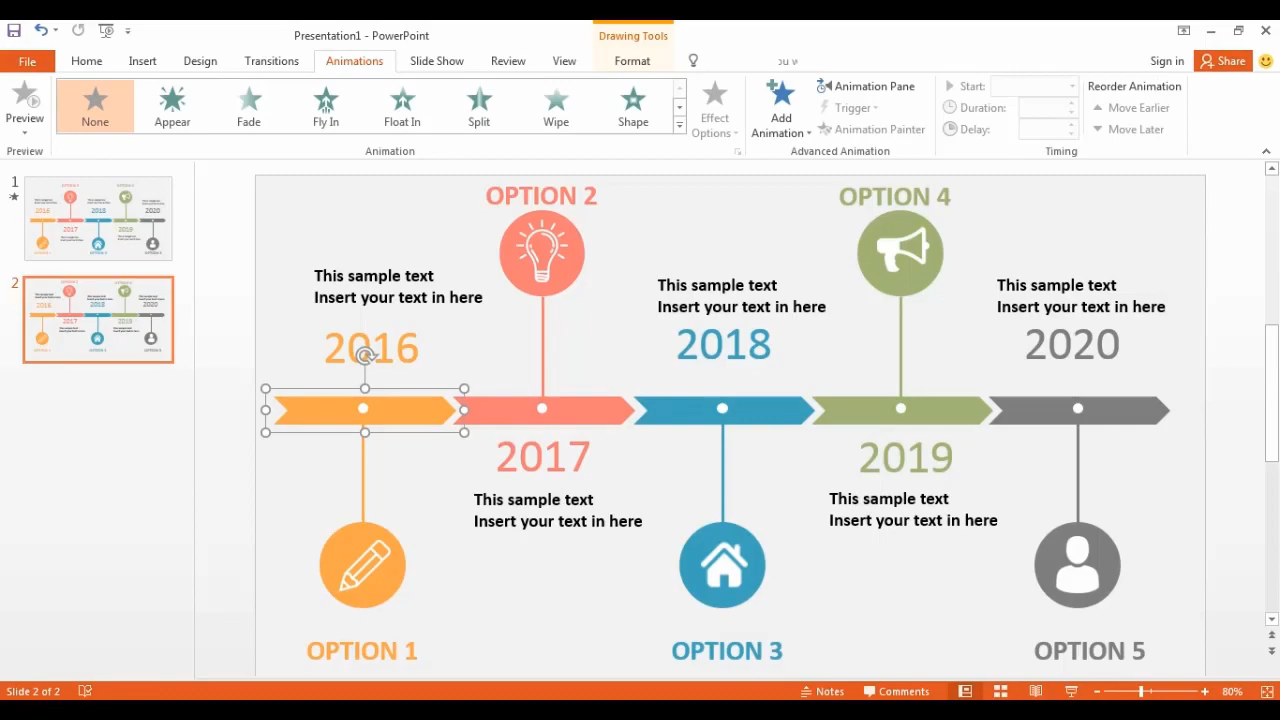 Presentation1 - PowerPoint
Drawing Tools
File Home Insert Design Transitions Animations Slide Show Review View Format
Sign in Share
Preview
None Appear Fade Fly In Float In Split Wipe Shape
Effect Options
Add Animation
Animation Pane
Trigger
Animation Painter
Start:
Duration:
Delay:
Reorder Animation
Move Earlier
Move Later
Preview Animation Advanced Animation Timing
1
2
OPTION 2
OPTION 4
This sample text
Insert your text in here
2016
This sample text
Insert your text in here
2018
This sample text
Insert your text in here
2020
2017
This sample text
Insert your text in here
2019
This sample text
Insert your text in here
OPTION 1
OPTION 3
OPTION 5
Slide 2 of 2
Notes
Comments
80%